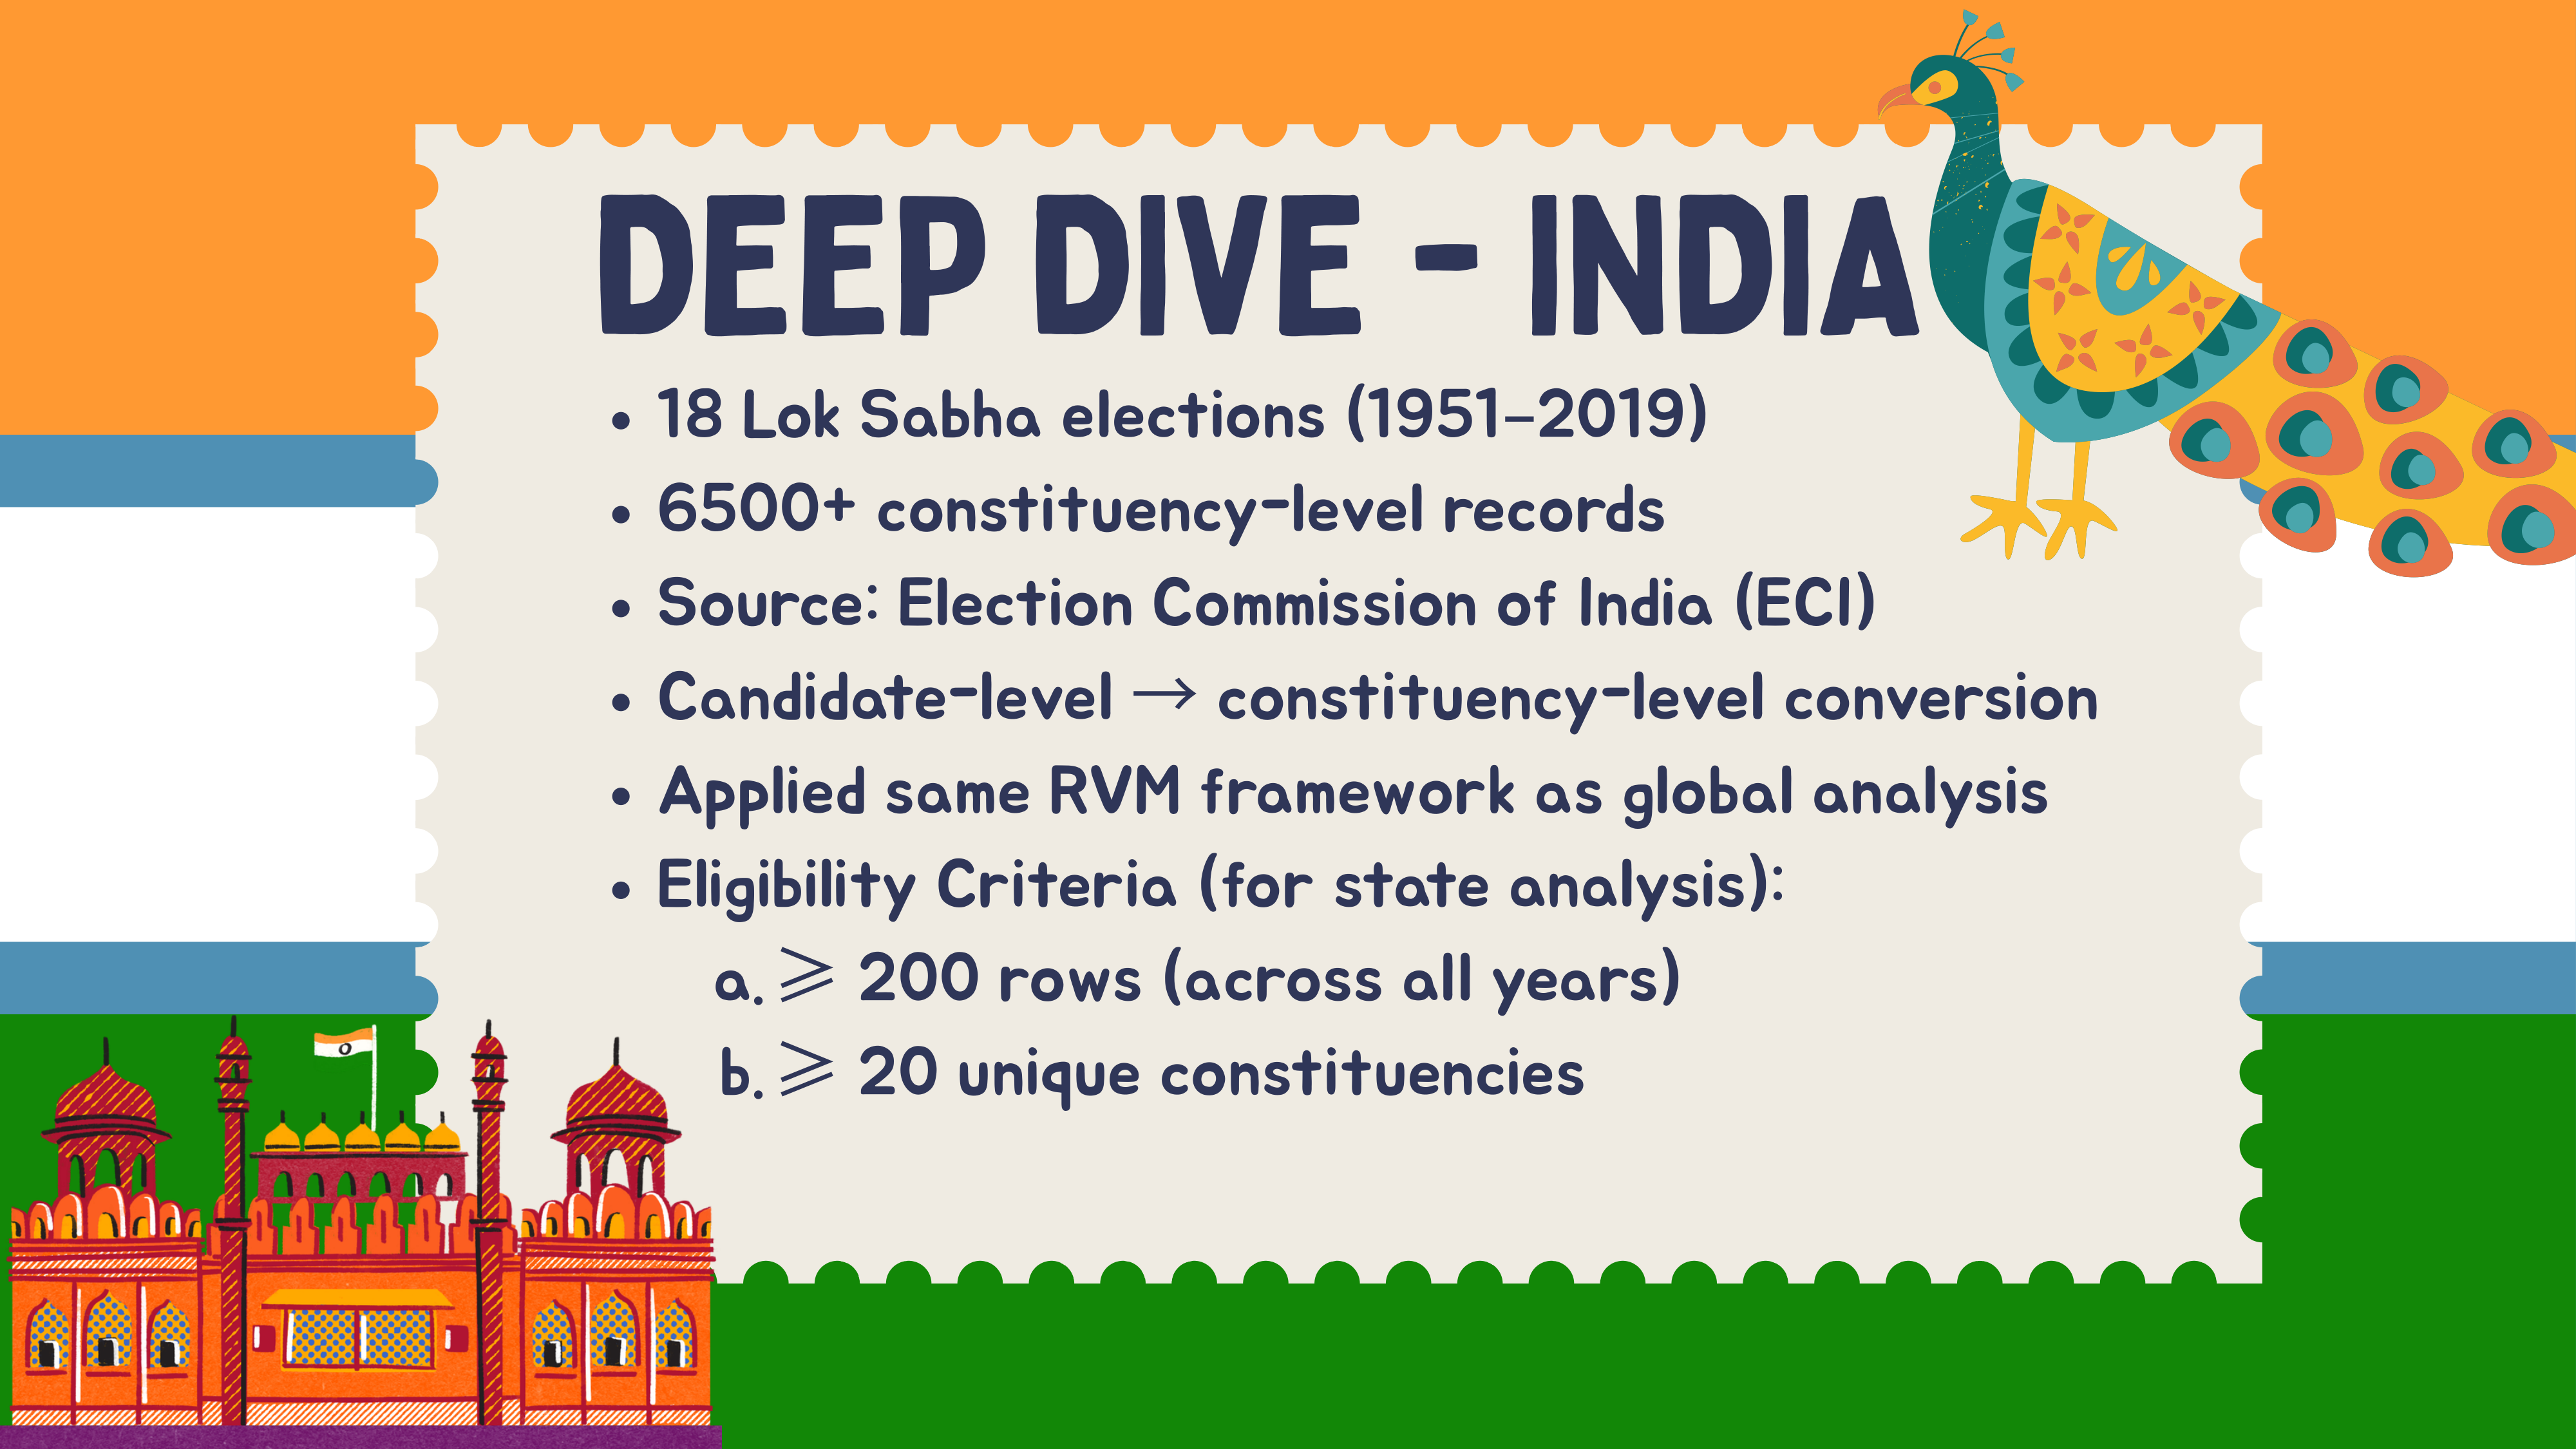 DEEP DIVE - INDIA
• 18 Lok Sabha elections (1951–2019)
• 6500+ constituency-level records
• Source: Election Commission of India (ECI)
• Candidate-level → constituency-level conversion
• Applied same RVM framework as global analysis
• Eligibility Criteria (for state analysis):
a. ⩾ 200 rows (across all years)
b. ⩾ 20 unique constituencies